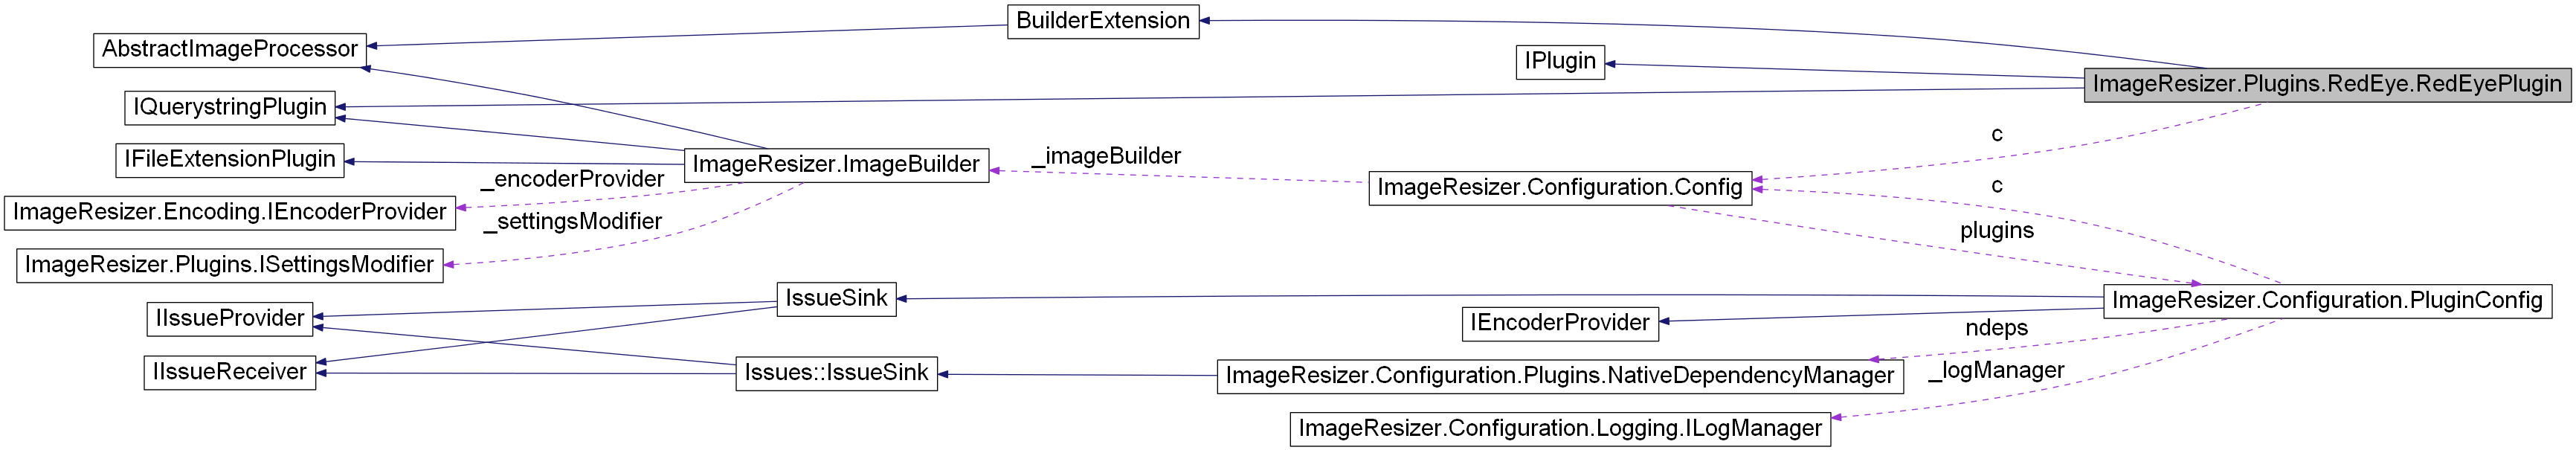 BuilderExtension
AbstractImageProcessor
IPlugin
ImageResizer.Plugins.RedEye.RedEyePlugin
IQuerystringPlugin
c
IFileExtensionPlugin
ImageResizer.ImageBuilder
_imageBuilder
_encoderProvider
ImageResizer.Configuration.Config
c
ImageResizer.Encoding.IEncoderProvider
_settingsModifier
plugins
ImageResizer.Plugins.ISettingsModifier
IssueSink
ImageResizer.Configuration.PluginConfig
IIssueProvider
IEncoderProvider
ndeps
IIssueReceiver
Issues::IssueSink
ImageResizer.Configuration.Plugins.NativeDependencyManager
_logManager
ImageResizer.Configuration.Logging.ILogManager